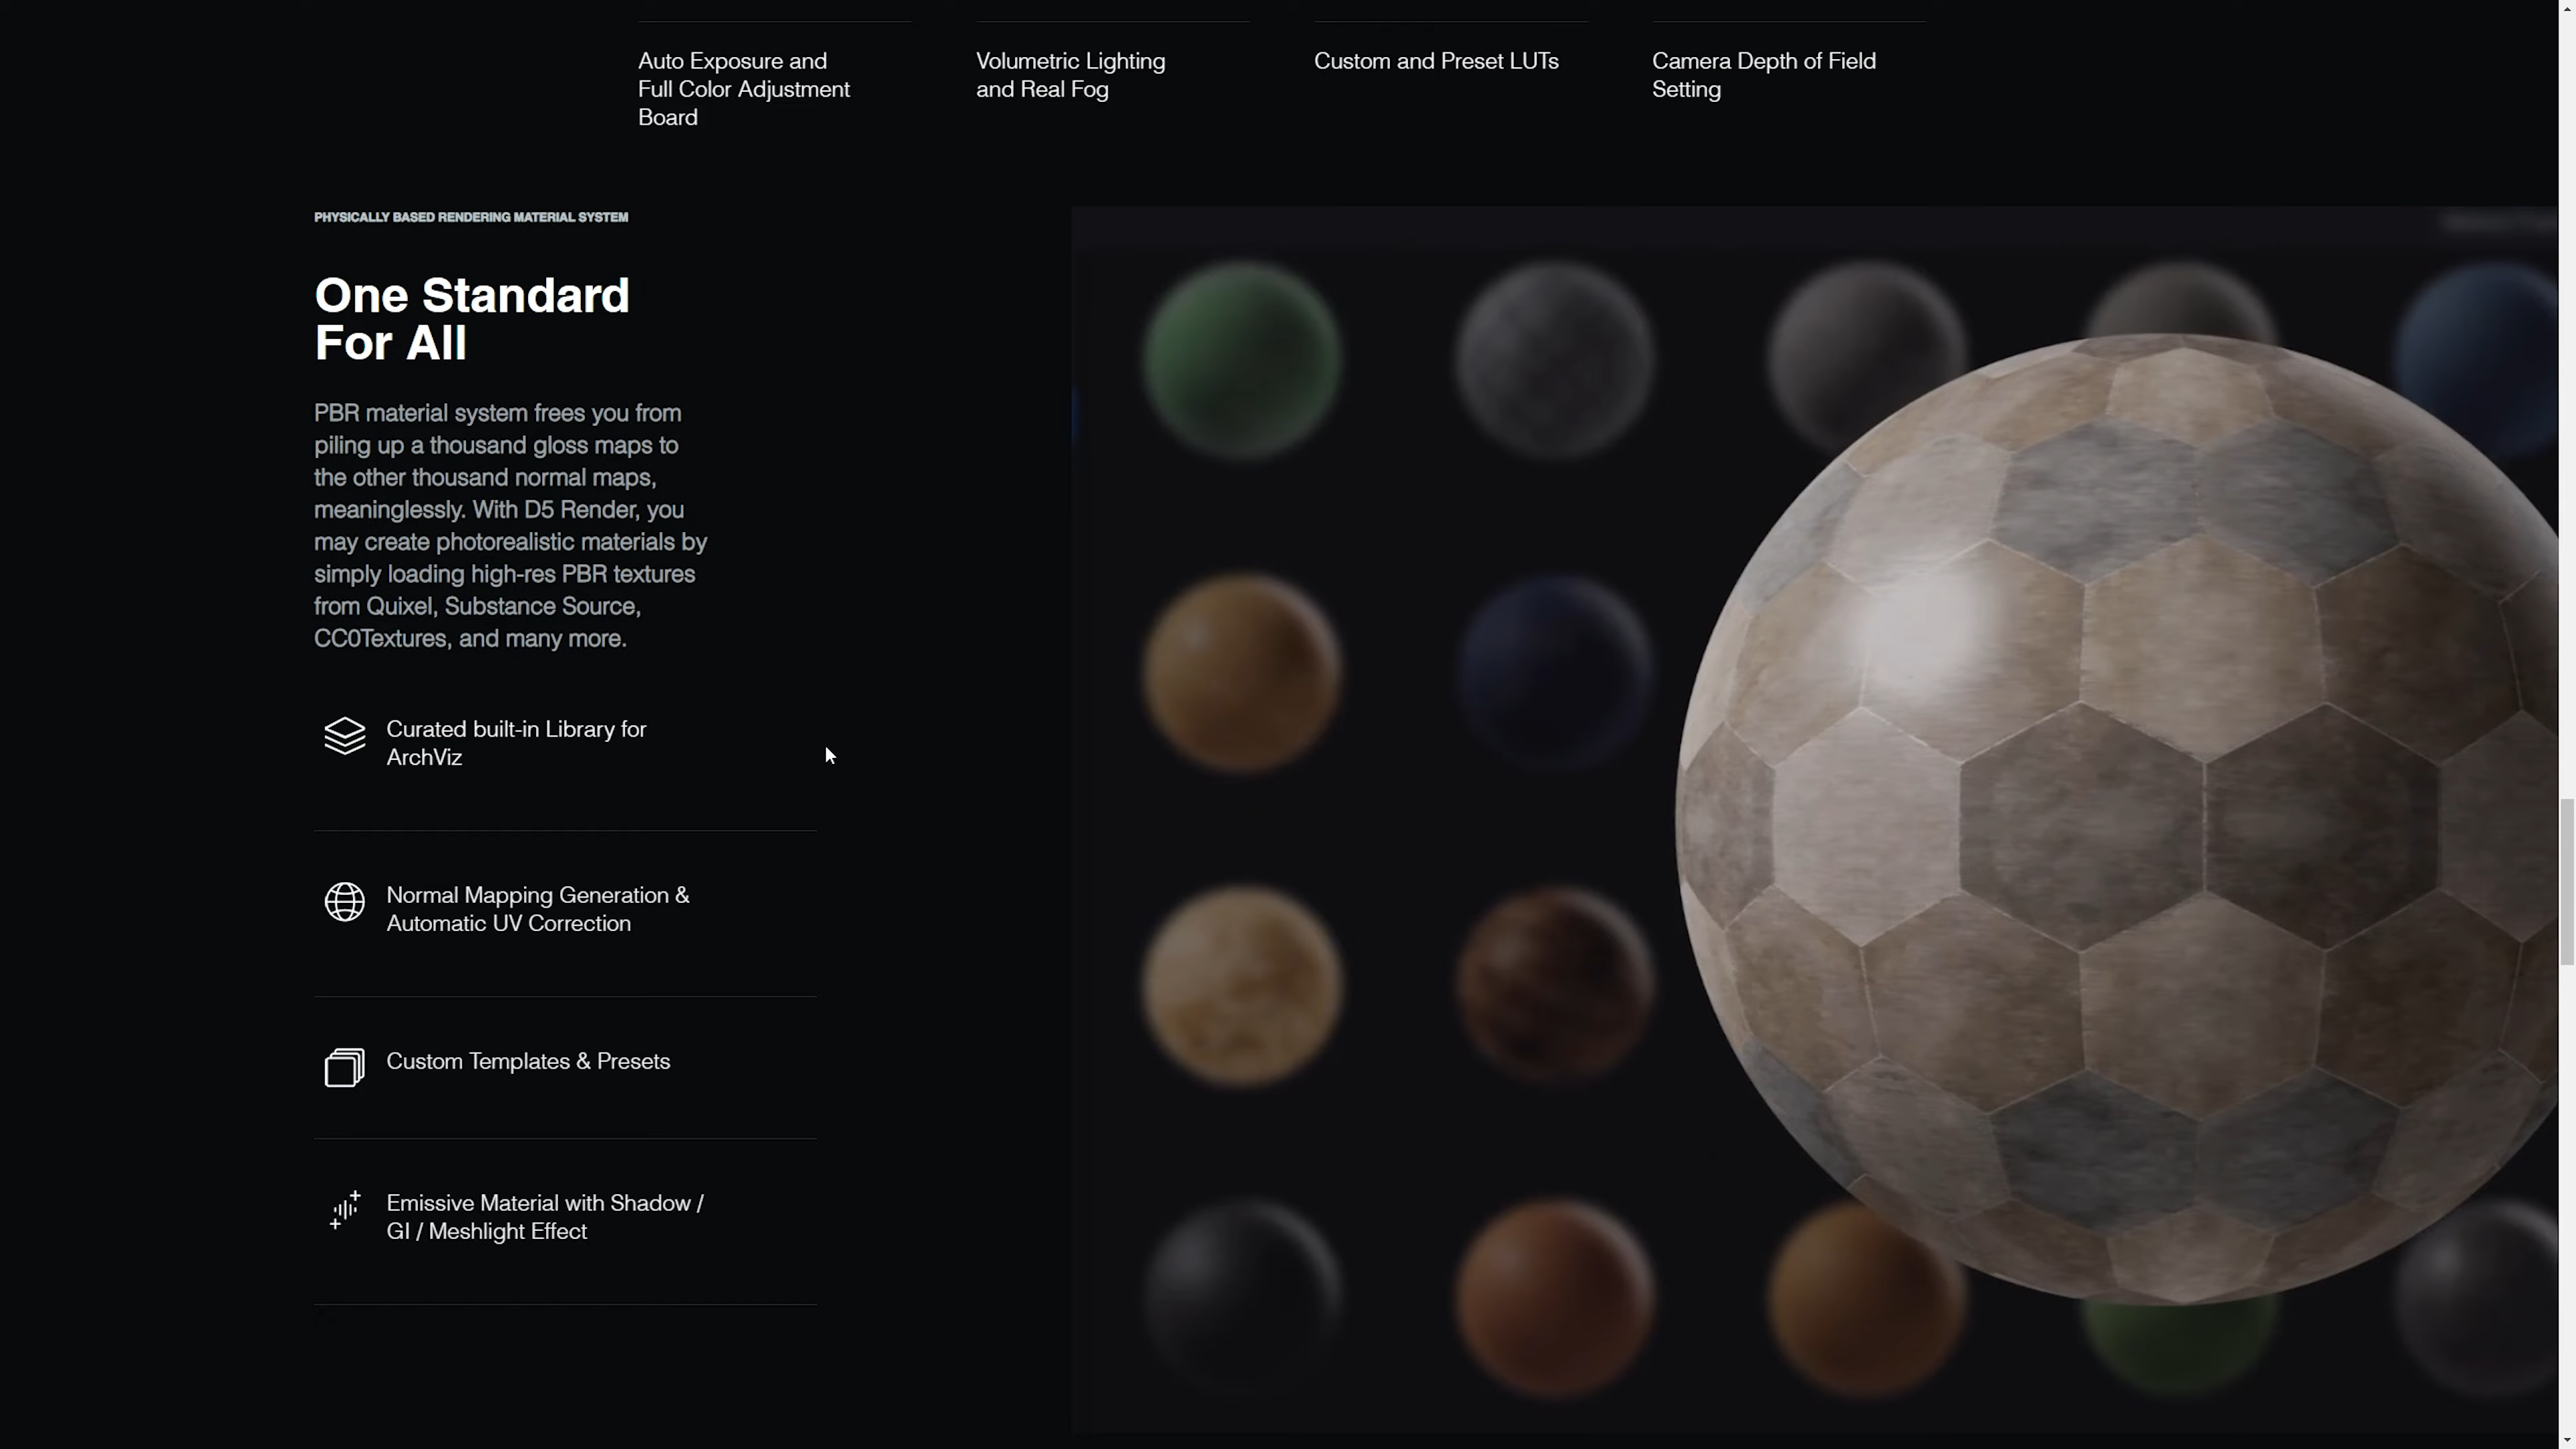 Auto Exposure and
Full Color Adjustment
Board
Volumetric Lighting
and Real Fog
Custom and Preset LUTs
Camera Depth of Field
Setting
PHYSICALLY BASED RENDERING MATERIAL SYSTEM
One Standard
For All
PBR material system frees you from
piling up a thousand gloss maps to
the other thousand normal maps,
meaninglessly. With D5 Render, you
may create photorealistic materials by
simply loading high-res PBR textures
from Quixel, Substance Source,
CC0Textures, and many more.
Curated built-in Library for
ArchViz
Normal Mapping Generation &
Automatic UV Correction
Custom Templates & Presets
Emissive Material with Shadow /
GI / Meshlight Effect